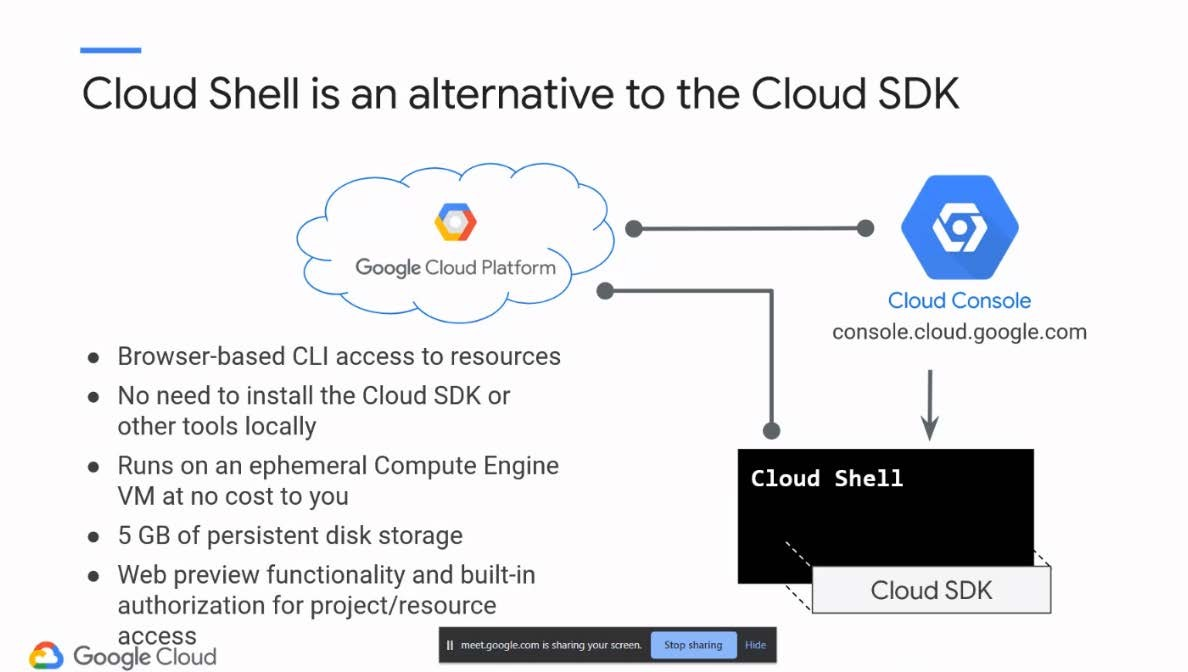 Cloud Shell is an alternative to the Cloud SDK
Google Cloud Platform
Cloud Console
console.cloud.google.com
● Browser-based CLI access to resources
● No need to install the Cloud SDK or
other tools locally
● Runs on an ephemeral Compute Engine
VM at no cost to you
● 5 GB of persistent disk storage
● Web preview functionality and built-in
authorization for project/resource
access
Cloud Shell
Cloud SDK
Google Cloud
meet.google.com is sharing your screen.
Stop sharing
Hide